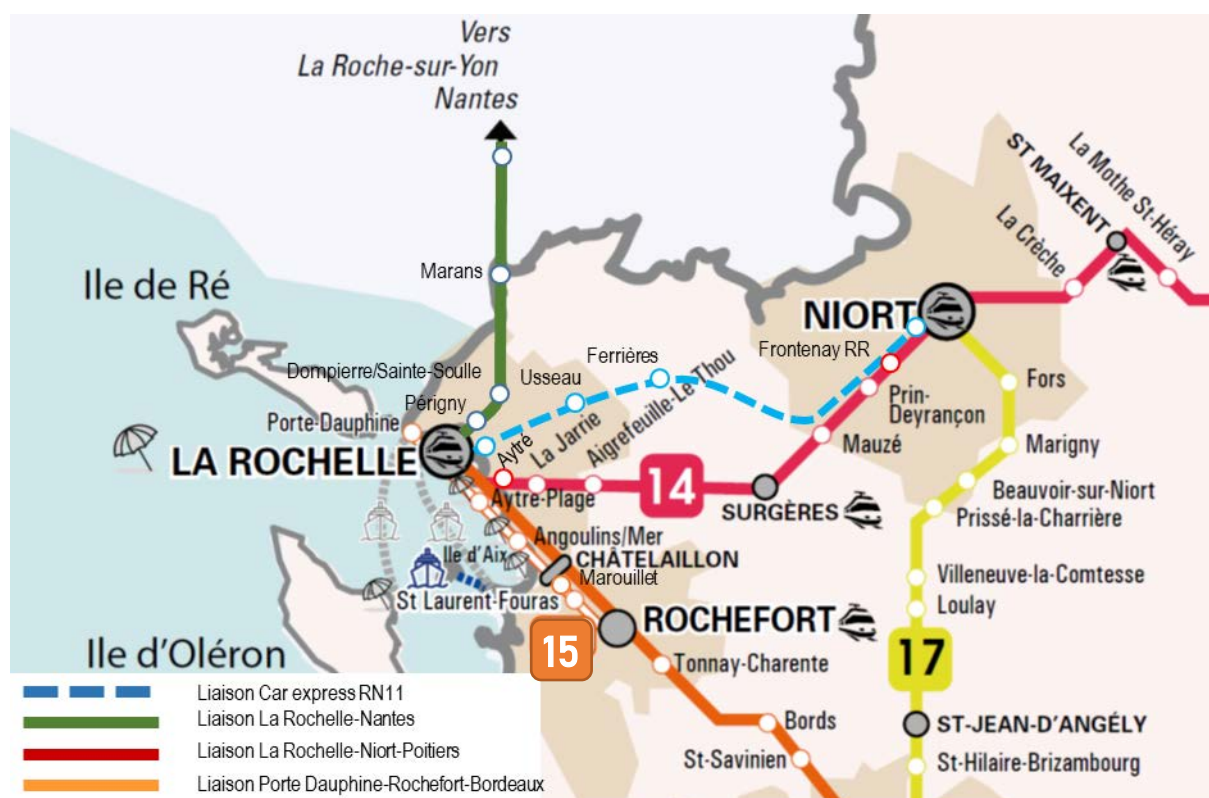 Vers
La Roche-sur-Yon
Nantes
ST MAIXENT
La Mothe St-Héray
La Crèche
Marans
Ile de Ré
NIORT
Ferrières
Frontenay RR
Dompierre/Sainte-Soulle
Usseau
Fors
Périgny
Prin-
Deyrançon
Porte-Dauphine
Aigrefeuille-Le Thou
La Jarrie
Aytré
Mauzé
Marigny
LA ROCHELLE
14
Aytre-Plage
SURGÈRES
Beauvoir-sur-Niort
Prissé-la-Charrière
Angoulins/Mer
Ile d'Aix
CHÂTELAILLON
Marouillet
Villeneuve-la-Comtesse
St Laurent-Fouras
Loulay
ROCHEFORT
15
17
Ile d'Oléron
Tonnay-Charente
Liaison Car express RN11
Liaison La Rochelle-Nantes
Bords
ST-JEAN-D'ANGÉLY
Liaison La Rochelle-Niort-Poitiers
St-Savinien
St-Hilaire-Brizambourg
Liaison Porte Dauphine-Rochefort-Bordeaux